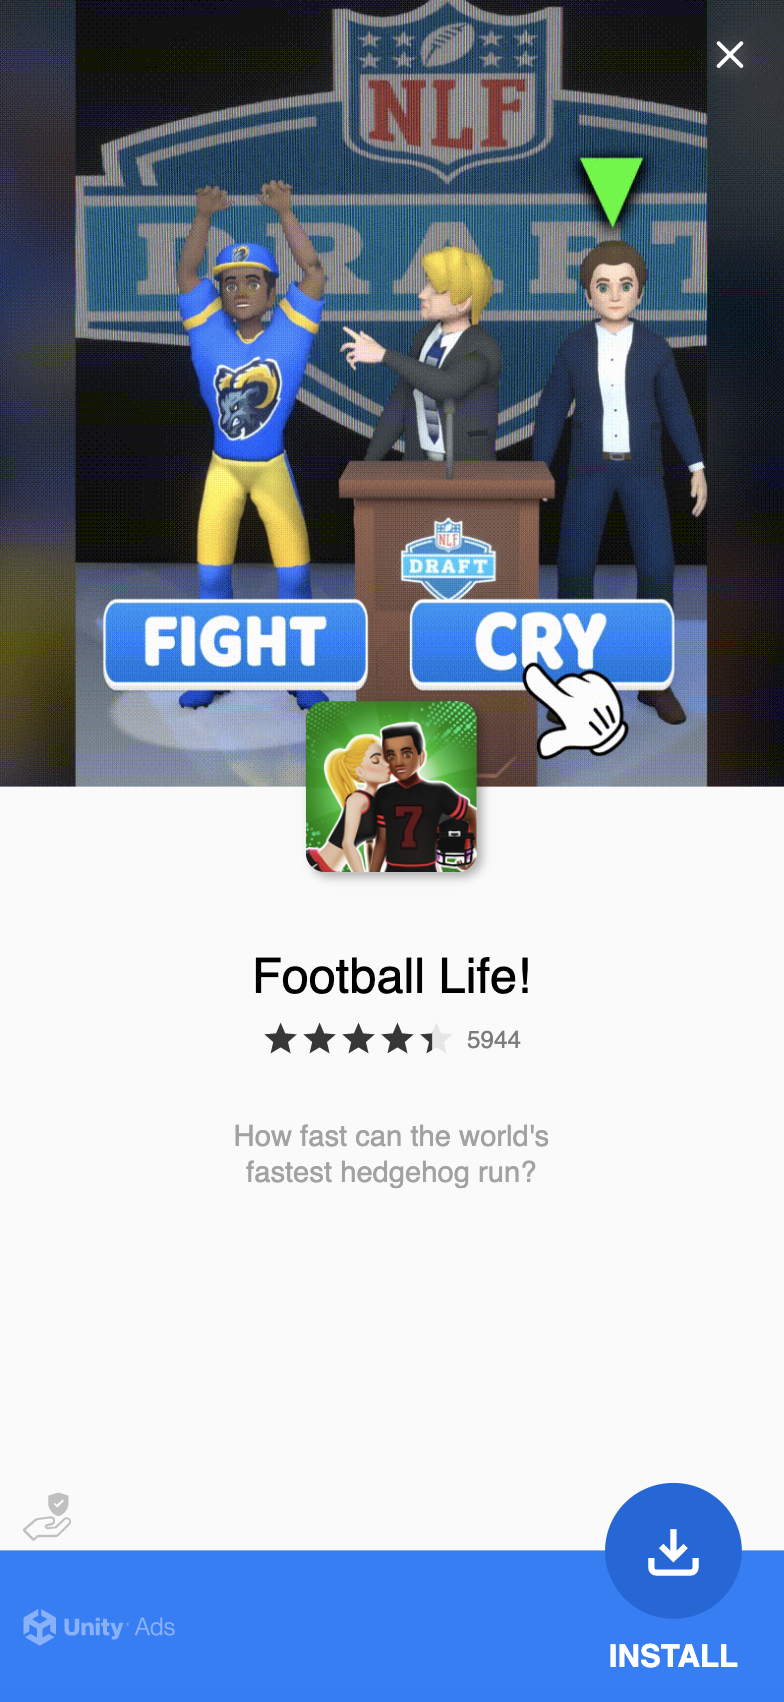 NLF
DRAFT
NLF
DRAFT
FIGHT
CRY
7
Football Life!
5944
How fast can the world's
fastest hedgehog run?
Unity Ads
INSTALL